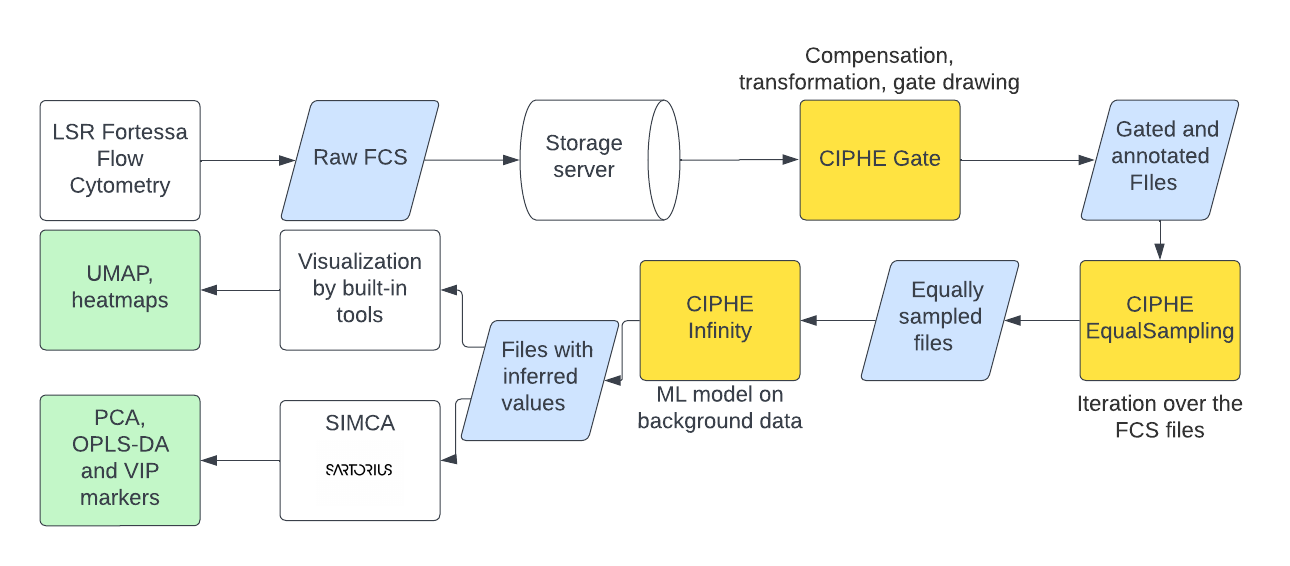 Compensation,
transformation, gate drawing
LSR Fortessa
Flow
Cytometry
Raw FCS
Storage
server
CIPHE Gate
Gated and
annotated
FIles
UMAP,
heatmaps
Visualization
by built-in
tools
Files with
inferred
values
CIPHE
Infinity
ML model on
background data
Equally
sampled
files
CIPHE
EqualSampling
Iteration over the
FCS files
PCA,
OPLS-DA
and VIP
markers
SIMCA
SARTORIUS